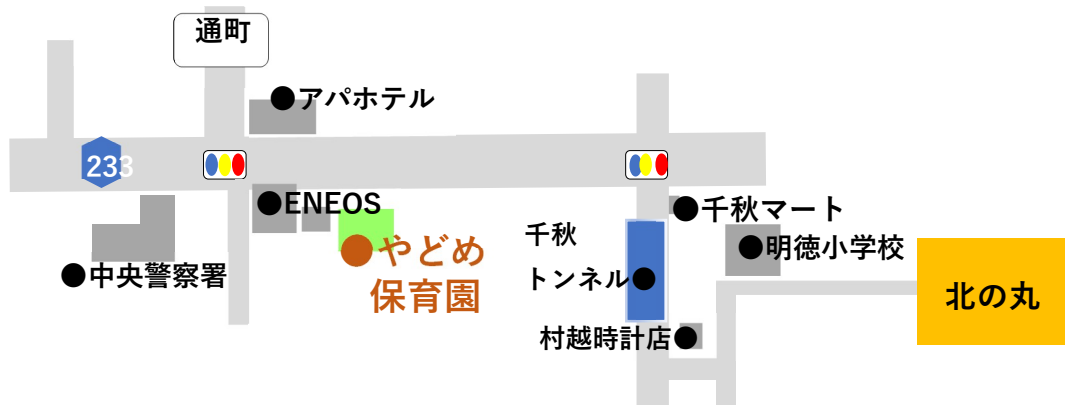 通町
●アパホテル
233
●ENEOS
●千秋マート
千秋
トンネル●
●やどめ
保育園
●明徳小学校
●中央警察署
北の丸
村越時計店●